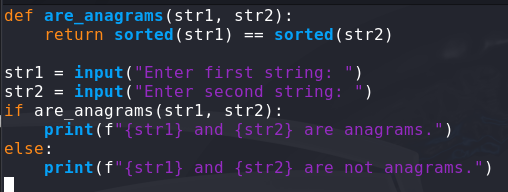 def are_anagrams(str1, str2):
    return sorted(str1) == sorted(str2)

str1 = input("Enter first string: ")
str2 = input("Enter second string: ")
if are_anagrams(str1, str2):
    print(f"{str1} and {str2} are anagrams.")
else:
    print(f"{str1} and {str2} are not anagrams.")